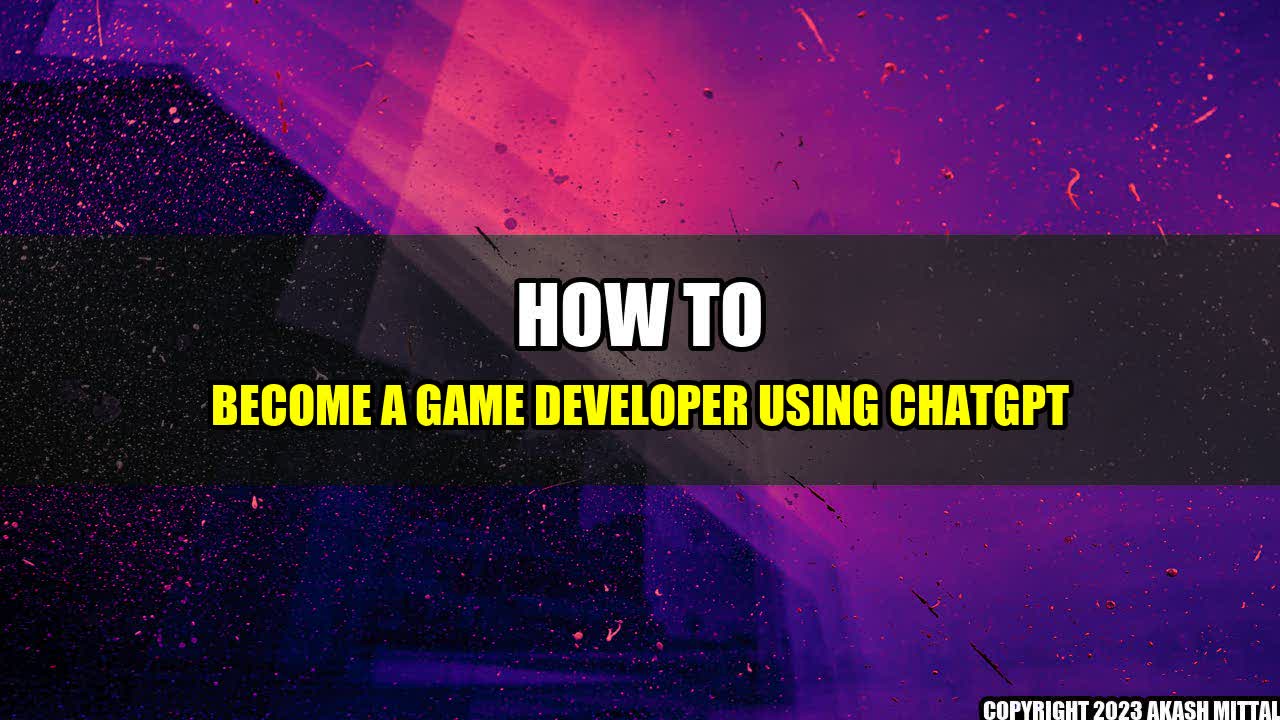 HOW TO
BECOME A GAME DEVELOPER USING CHATGPT
COPYRIGHT 2023 AKASH MITTAL